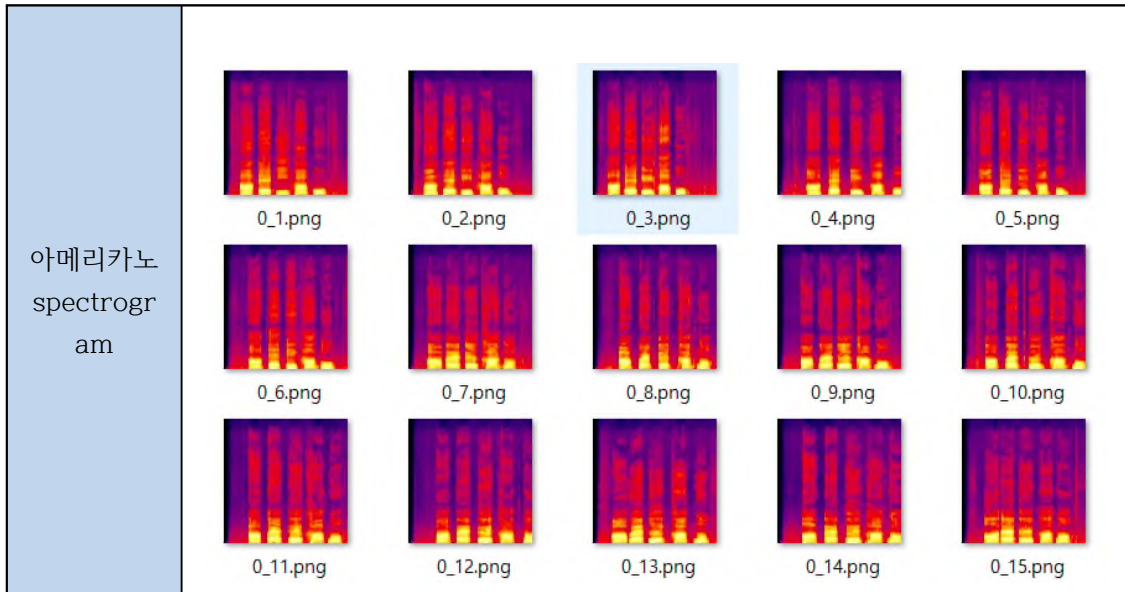 아메리카노
spectrogr
am
0_1.png
0_2.png
0_3.png
0_4.png
0_5.png
0_6.png
0_7.png
0_8.png
0_9.png
0_10.png
0_11.png
0_12.png
0_13.png
0_14.png
0_15.png